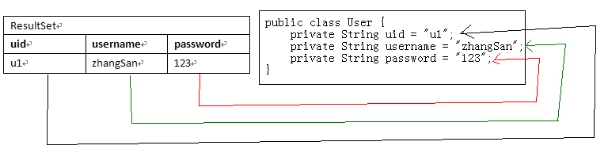 ResultSet
uid username password
u1 zhangSan 123
public class User {
private String uid = "u1";
private String username = "zhangSan";
private String password = "123";
}